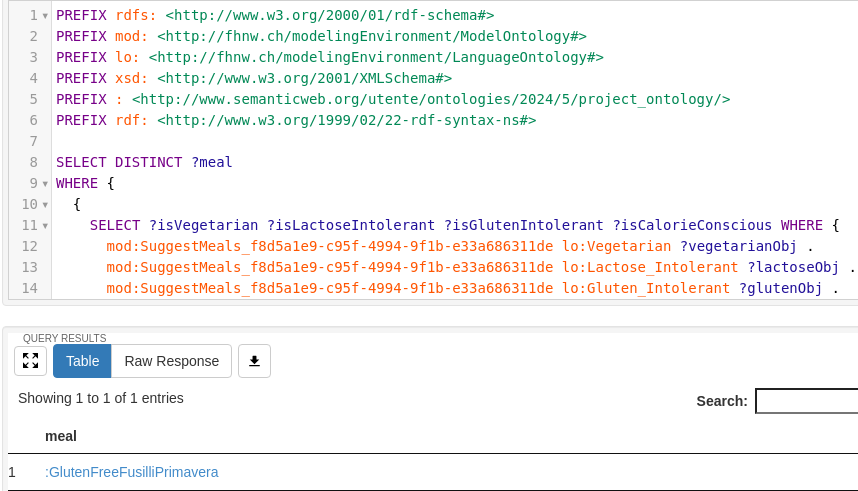 1 PREFIX rdfs: <http://www.w3.org/2000/01/rdf-schema#>
2 PREFIX mod: <http://fhnw.ch/modelingEnvironment/ModelOntology#>
3 PREFIX lo: <http://fhnw.ch/modelingEnvironment/LanguageOntology#>
4 PREFIX xsd: <http://www.w3.org/2001/XMLSchema#>
5 PREFIX : <http://www.semanticweb.org/utente/ontologies/2024/5/project_ontology/>
6 PREFIX rdf: <http://www.w3.org/1999/02/22-rdf-syntax-ns#>
7
8 SELECT DISTINCT ?meal
9 WHERE {
10 {
11 SELECT ?isVegetarian ?isLactoseIntolerant ?isGlutenIntolerant ?isCalorieConscious WHERE {
12 mod:SuggestMeals_f8d5a1e9-c95f-4994-9f1b-e33a686311de lo:Vegetarian ?vegetarianObj .
13 mod:SuggestMeals_f8d5a1e9-c95f-4994-9f1b-e33a686311de lo:Lactose_Intolerant ?lactoseObj .
14 mod:SuggestMeals_f8d5a1e9-c95f-4994-9f1b-e33a686311de lo:Gluten_Intolerant ?glutenObj .
QUERY RESULTS
Table Raw Response
Showing 1 to 1 of 1 entries Search:
meal
1 :GlutenFreeFusilliPrimavera